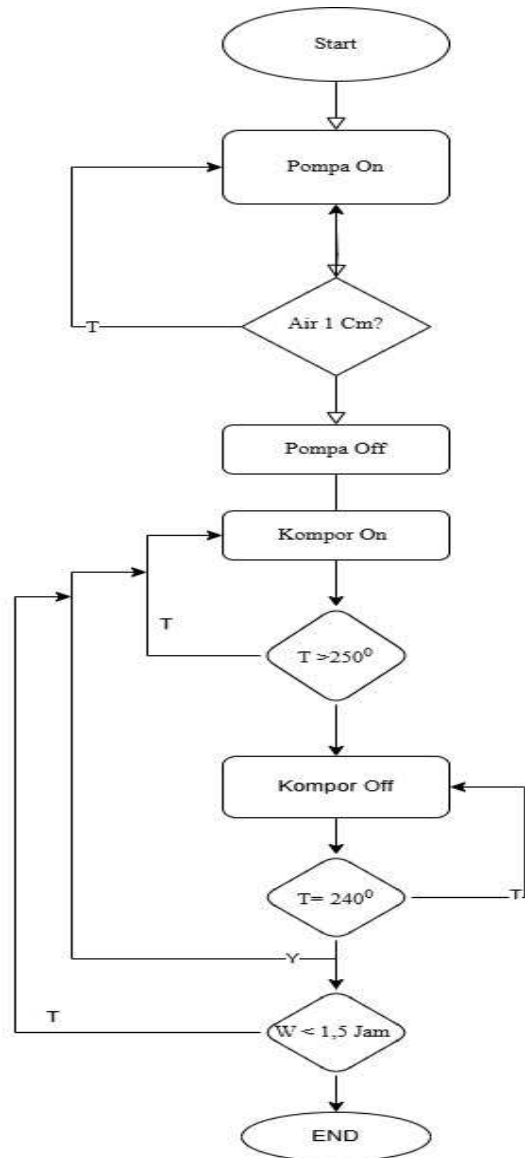 Start
Pompa On
Air 1 Cm?
T
Pompa Off
Kompor On
T
T >250⁰
Kompor Off
T= 240⁰
T
Y
T
W < 1,5 Jam
END